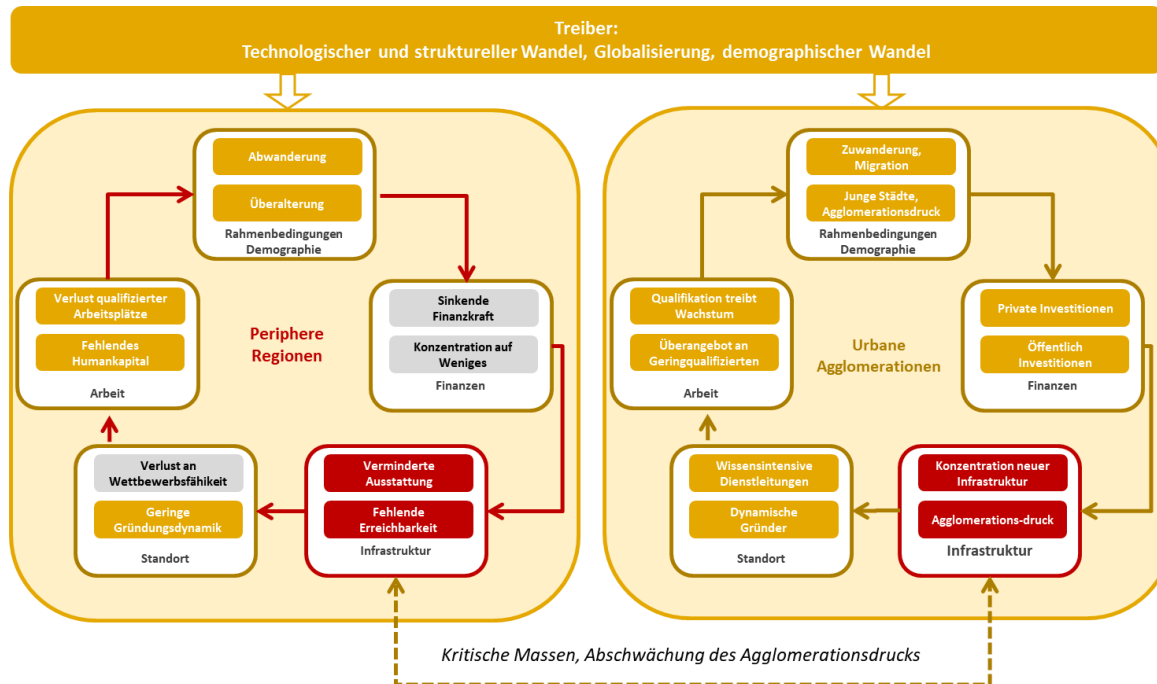 Treiber:
Technologischer und struktureller Wandel, Globalisierung, demographischer Wandel
Abwanderung
Überalterung
Rahmenbedingungen
Demographie
Sinkende
Finanzkraft
Konzentration auf
Weniges
Finanzen
Verlust qualifizierter
Arbeitsplätze
Fehlendes
Humankapital
Arbeit
Periphere
Regionen
Verlust an
Wettbewerbsfähikeit
Geringe
Gründungsdynamik
Standort
Verminderte
Ausstattung
Fehlende
Erreichbarkeit
Infrastruktur
Zuwanderung,
Migration
Junge Städte,
Agglomerationsdruck
Rahmenbedingungen
Demographie
Private Investitionen
Öffentlich
Investitionen
Finanzen
Qualifikation treibt
Wachstum
Überangebot an
Geringqualifizierten
Arbeit
Urbane
Agglomerationen
Wissensintensive
Dienstleitungen
Dynamische
Gründer
Standort
Konzentration neuer
Infrastruktur
Agglomerations-druck
Infrastruktur
Kritische Massen, Abschwächung des Agglomerationsdrucks